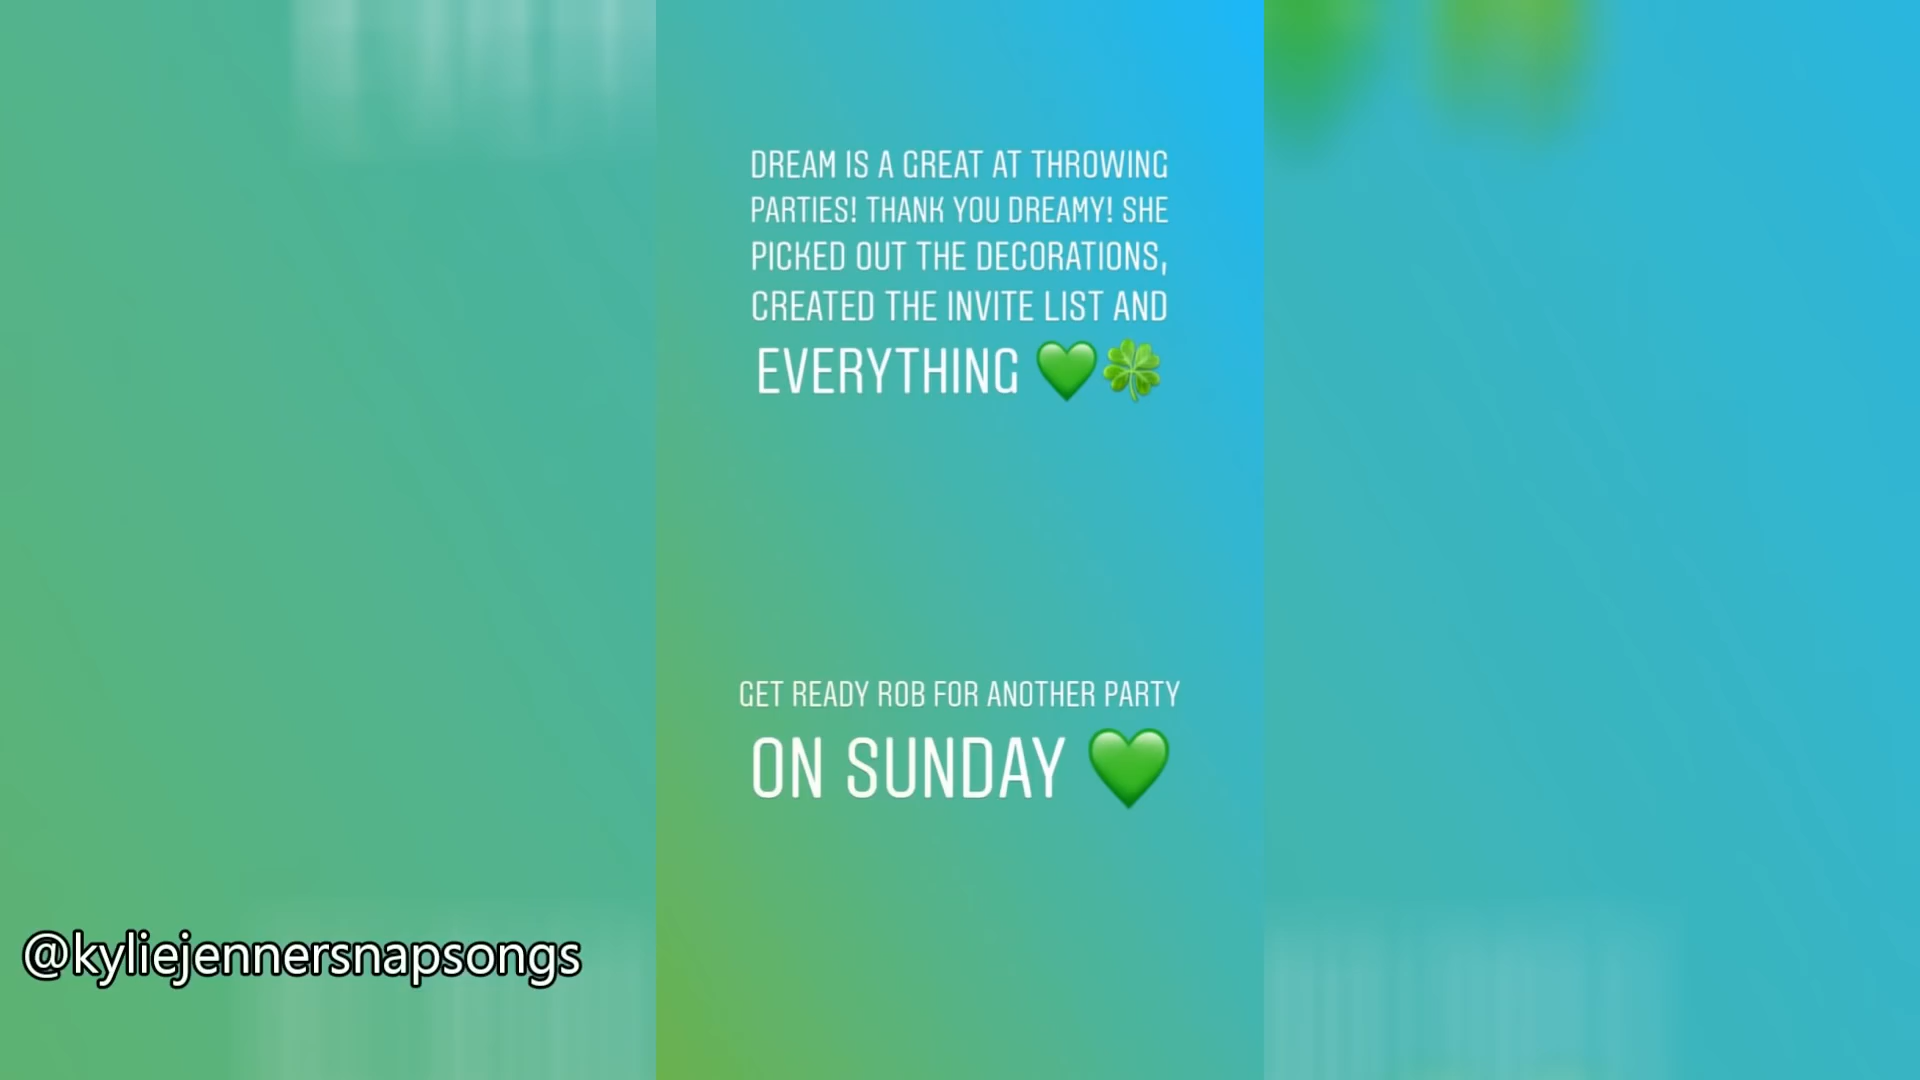 DREAM IS A GREAT AT THROWING
PARTIES! THANK YOU DREAMY! SHE
PICKED OUT THE DECORATIONS,
CREATED THE INVITE LIST AND
EVERYTHING 💚🍀
GET READY ROB FOR ANOTHER PARTY
ON SUNDAY 💚
@kyliejennersnapsongs